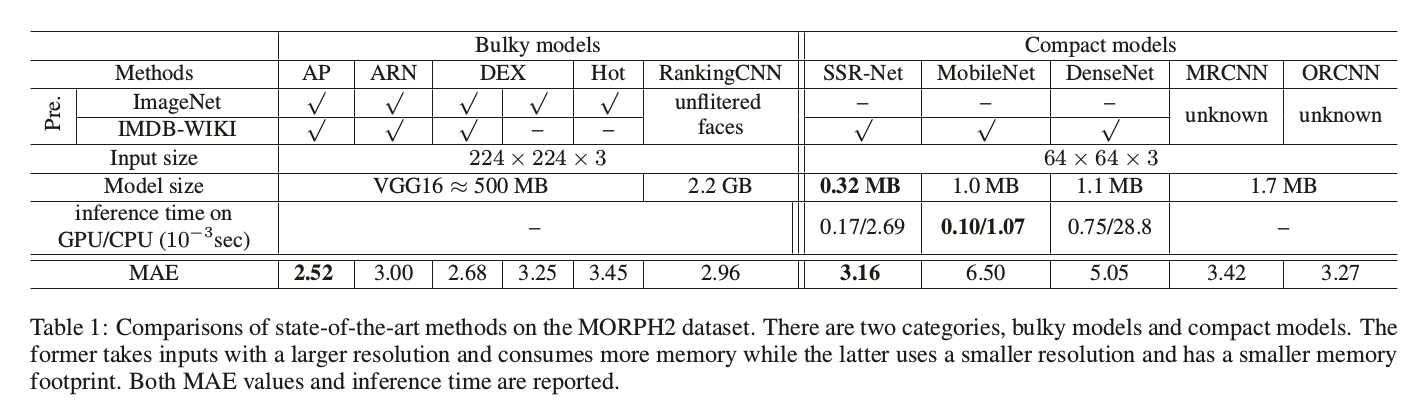 Bulky models Compact models
Methods AP ARN DEX Hot RankingCNN SSR-Net MobileNet DenseNet MRCNN ORCNN
Pre. ImageNet √ √ √ √ √ unflitered faces – – – unknown unknown
IMDB-WIKI √ √ √ – – √ √ √
Input size 224 × 224 × 3 64 × 64 × 3
Model size VGG16 ≈ 500 MB 2.2 GB 0.32 MB 1.0 MB 1.1 MB 1.7 MB
inference time on
GPU/CPU (10⁻³sec) – 0.17/2.69 0.10/1.07 0.75/28.8 –
MAE 2.52 3.00 2.68 3.25 3.45 2.96 3.16 6.50 5.05 3.42 3.27
Table 1: Comparisons of state-of-the-art methods on the MORPH2 dataset. There are two categories, bulky models and compact models. The
former takes inputs with a larger resolution and consumes more memory while the latter uses a smaller resolution and has a smaller memory
footprint. Both MAE values and inference time are reported.